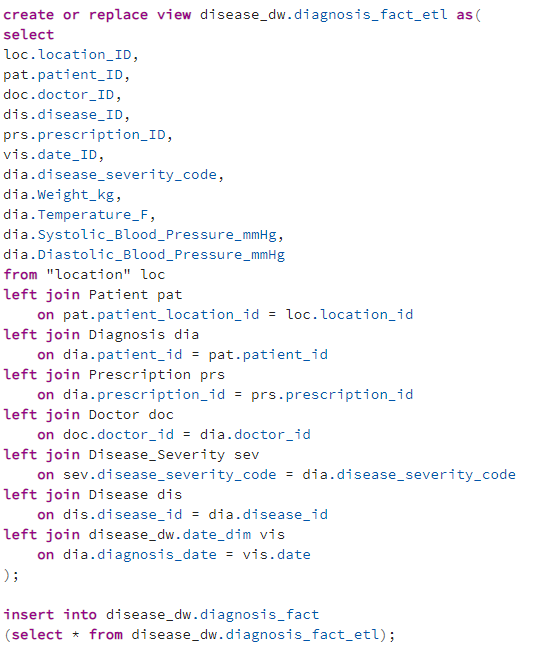 create or replace view disease_dw.diagnosis_fact_etl as(
select
loc.location_ID,
pat.patient_ID,
doc.doctor_ID,
dis.disease_ID,
prs.prescription_ID,
vis.date_ID,
dia.disease_severity_code,
dia.Weight_kg,
dia.Temperature_F,
dia.Systolic_Blood_Pressure_mmHg,
dia.Diastolic_Blood_Pressure_mmHg
from "location" loc
left join Patient pat
    on pat.patient_location_id = loc.location_id
left join Diagnosis dia
    on dia.patient_id = pat.patient_id
left join Prescription prs
    on dia.prescription_id = prs.prescription_id
left join Doctor doc
    on doc.doctor_id = dia.doctor_id
left join Disease_Severity sev
    on sev.disease_severity_code = dia.disease_severity_code
left join Disease dis
    on dis.disease_id = dia.disease_id
left join disease_dw.date_dim vis
    on dia.diagnosis_date = vis.date
);
insert into disease_dw.diagnosis_fact
(select * from disease_dw.diagnosis_fact_etl);